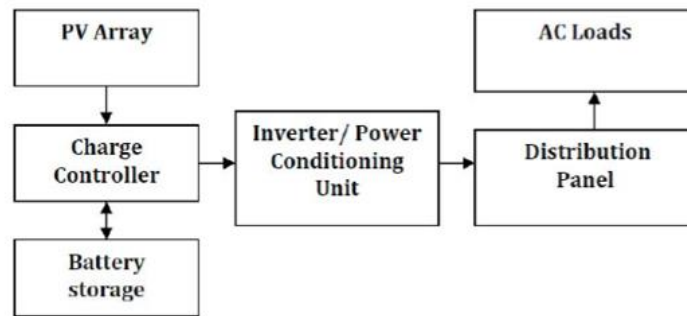 PV Array
AC Loads
Charge
Controller
Inverter/ Power
Conditioning
Unit
Distribution
Panel
Battery
storage